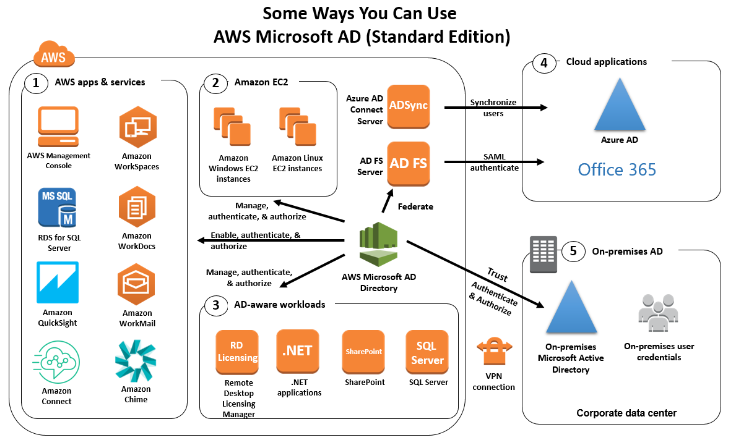 Some Ways You Can Use
AWS Microsoft AD (Standard Edition)
AWS
1
AWS apps & services
AWS Management
Console
Amazon
WorkSpaces
MS SQL
M
RDS for SQL
Server
Amazon
WorkDocs
Amazon
QuickSight
Amazon
WorkMail
Amazon
Connect
Amazon
Chime
2
Amazon EC2
Amazon
Windows EC2
instances
Amazon Linux
EC2 instances
Azure AD
Connect
Server
ADSync
AD FS
Server
AD FS
Federate
Manage,
authenticate, & authorize
Enable, authenticate, &
authorize
Manage, authenticate,
& authorize
AWS Microsoft AD
Directory
3
AD-aware workloads
RD
Licensing
Remote
Desktop
Licensing
Manager
.NET
.NET
applications
SharePoint
SharePoint
SQL
Server
SQL Server
Synchronize
users
SAML
authenticate
4
Cloud applications
Azure AD
Office 365
Trust
Authenticate
& Authorize
VPN
connection
5
On-premises AD
On-premises
Microsoft Active
Directory
On-premises user
credentials
Corporate data center